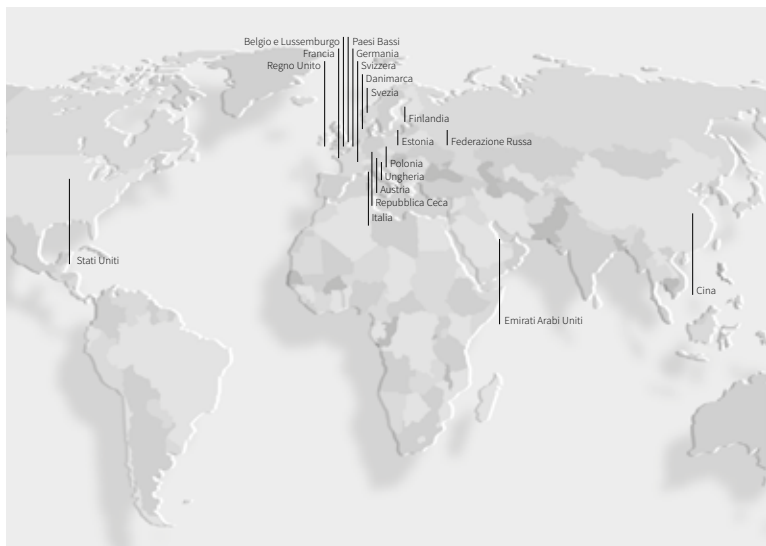 Belgio e Lussemburgo
Paesi Bassi
Francia
Germania
Regno Unito
Svizzera
Danimarca
Svezia
Finlandia
Estonia
Federazione Russa
Polonia
Ungheria
Austria
Repubblica Ceca
Italia
Stati Uniti
Cina
Emirati Arabi Uniti